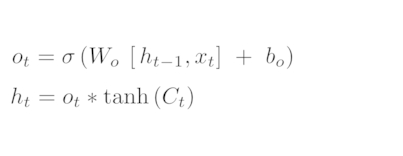 o_t = σ (W_o [h_{t−1}, x_t] + b_o)
h_t = o_t ∗ tanh (C_t)